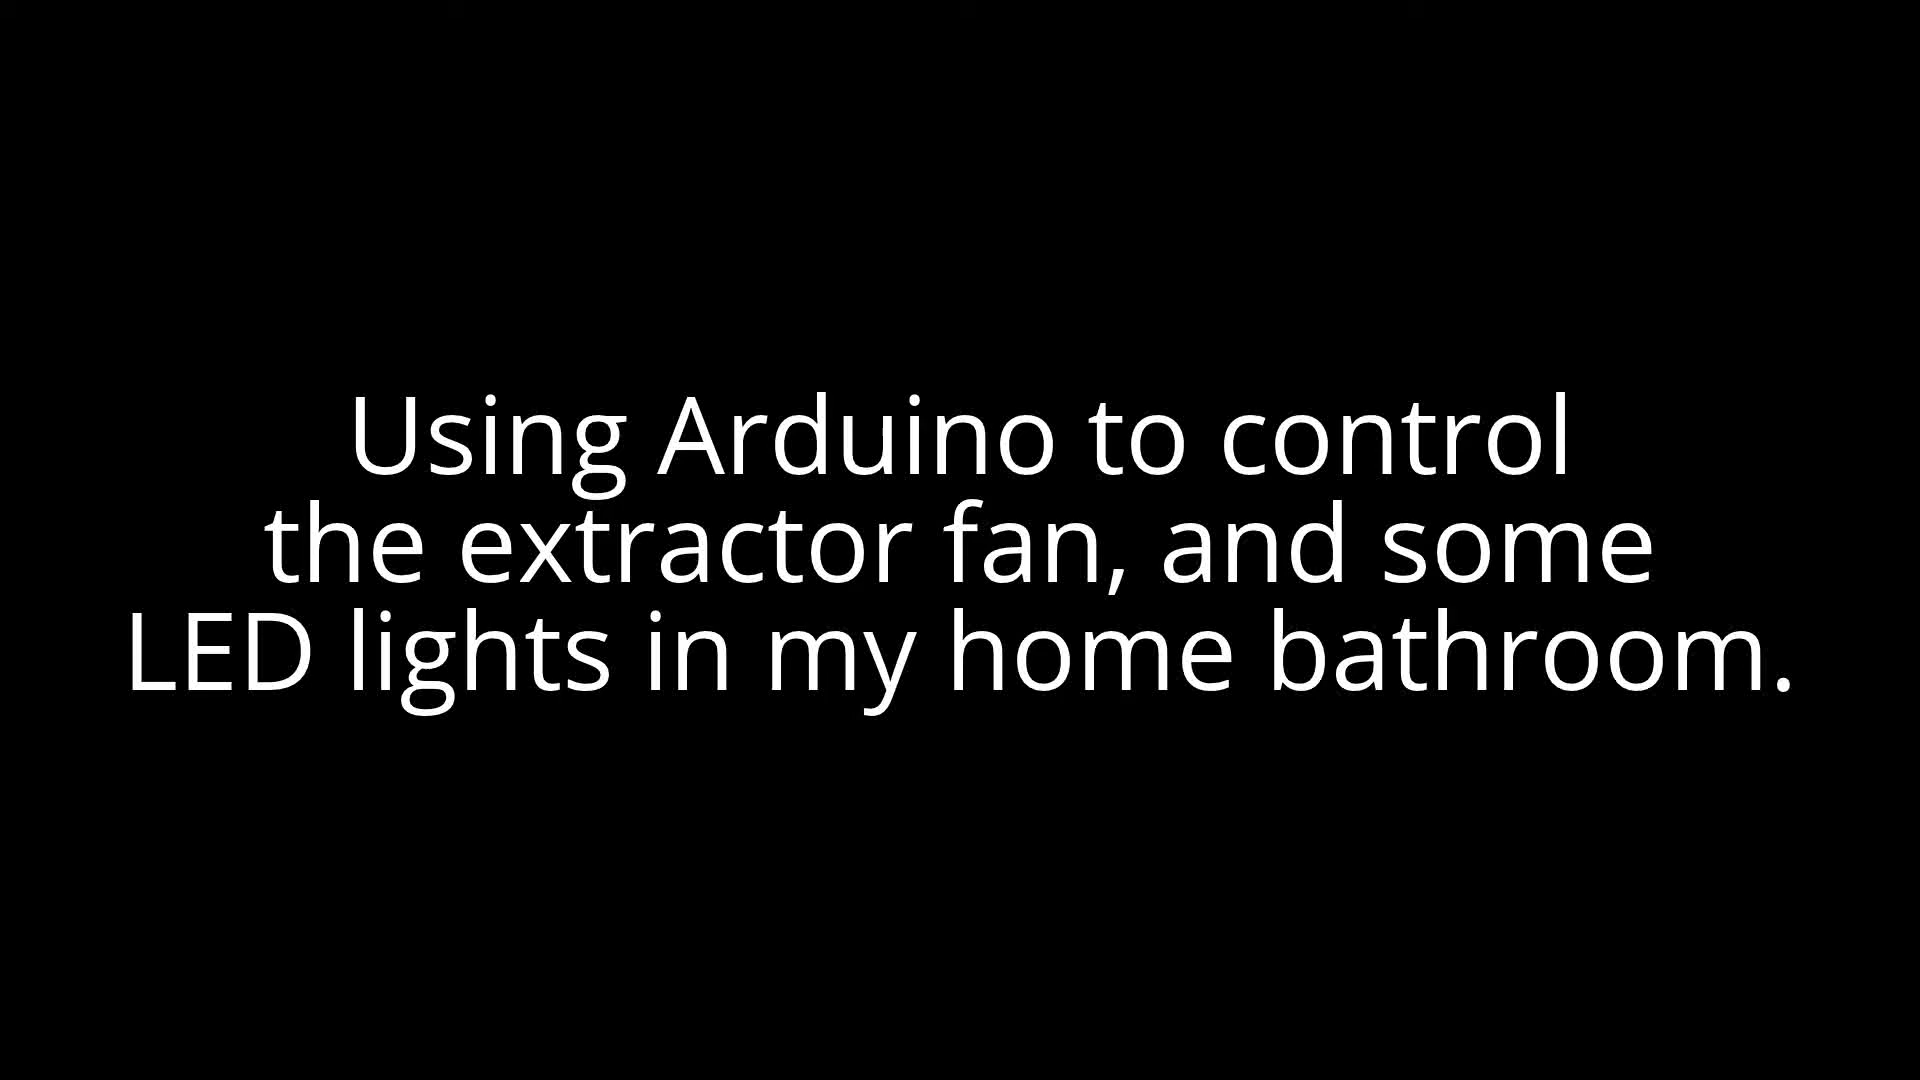 Using Arduino to control
the extractor fan, and some
LED lights in my home bathroom.